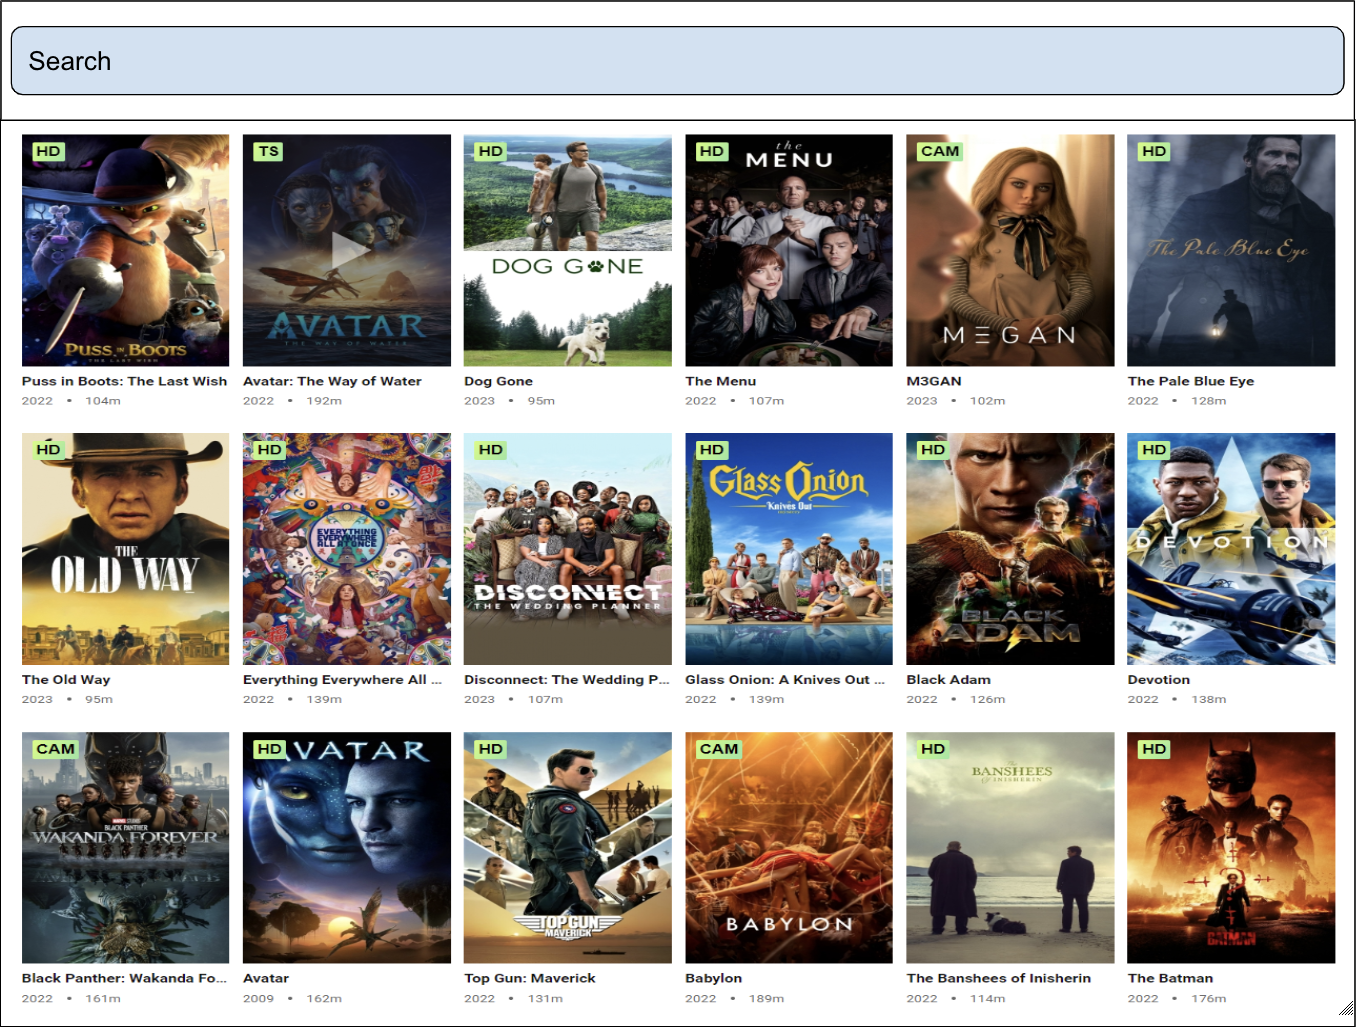 Search
HD
TS
HD
HD
CAM
HD
the
MENU
The Pale Blue Eye
DOG GONE
AVATAR
THE WAY OF WATER
MEGAN
PUSS IN BOOTS
THE LAST WISH
Puss in Boots: The Last Wish
Avatar: The Way of Water
Dog Gone
The Menu
M3GAN
The Pale Blue Eye
2022 • 104m
2022 • 192m
2023 • 95m
2022 • 107m
2023 • 102m
2022 • 128m
HD
HD
HD
HD
HD
HD
GLASS ONION
Knives Out
EVERYTHING
EVERYWHERE
ALL AT ONCE
DEVOTION
THE
OLD WAY
DISCONNECT
THE WEDDING PLANNER
BLACK
ADAM
The Old Way
Everything Everywhere All ...
Disconnect: The Wedding P...
Glass Onion: A Knives Out ...
Black Adam
Devotion
2023 • 95m
2022 • 139m
2023 • 107m
2022 • 139m
2022 • 126m
2022 • 138m
CAM
HD
HD
CAM
HD
HD
AVATAR
The
BANSHEES
OF INISHERIN
MARVEL STUDIOS
BLACK PANTHER
WAKANDA FOREVER
TOP GUN
MAVERICK
BABYLON
THE
BATMAN
Black Panther: Wakanda Fo...
Avatar
Top Gun: Maverick
Babylon
The Banshees of Inisherin
The Batman
2022 • 161m
2009 • 162m
2022 • 131m
2022 • 189m
2022 • 114m
2022 • 176m